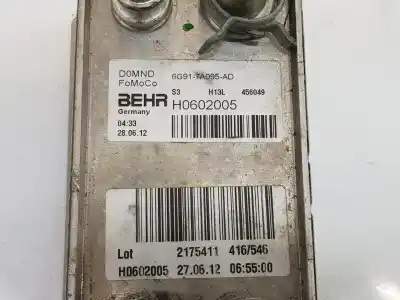 D0MND 6G91-7A095-AD
FoMoCo
S3 H13L 456049
BEHR H0602005
Germany
04:33
28.06.12
Lot 2175411 416/546
H0602005 27.06.12 06:55:00